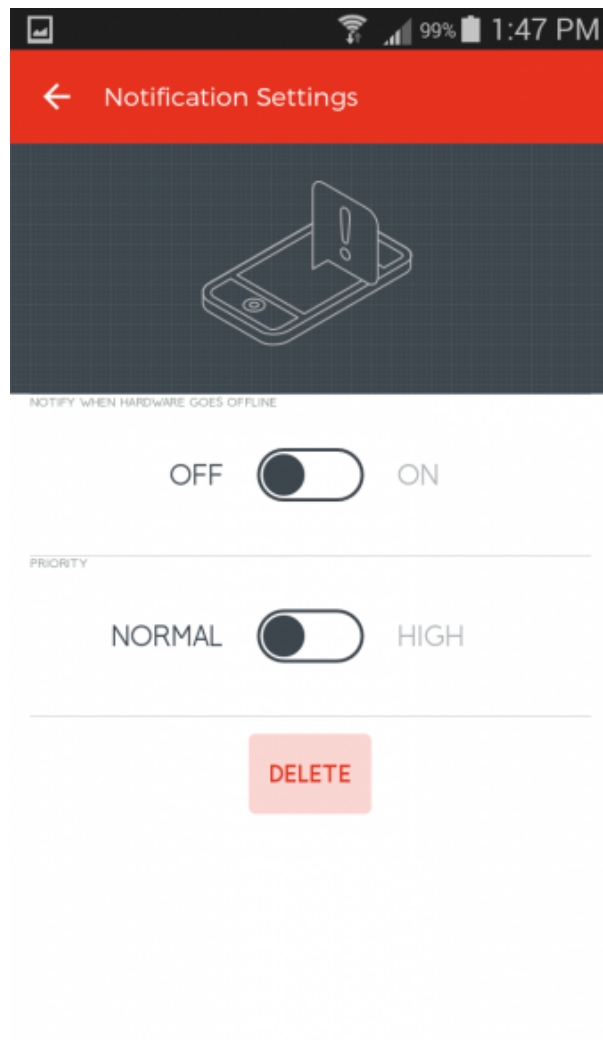 99% 1:47 PM
Notification Settings
NOTIFY WHEN HARDWARE GOES OFFLINE
OFF ON
PRIORITY
NORMAL HIGH
DELETE